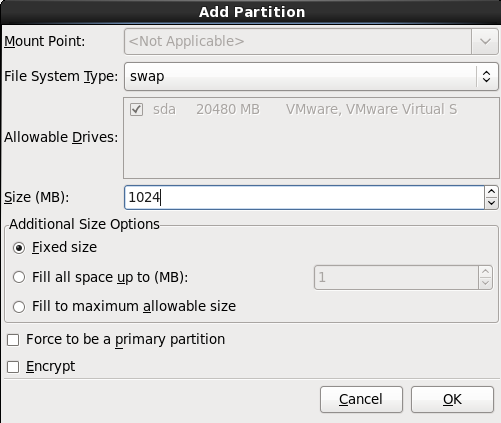 Add Partition
Mount Point: <Not Applicable>
File System Type: swap
Allowable Drives: sda 20480 MB VMware, VMware Virtual S
Size (MB): 1024
Additional Size Options
Fixed size
Fill all space up to (MB): 1
Fill to maximum allowable size
Force to be a primary partition
Encrypt
Cancel OK